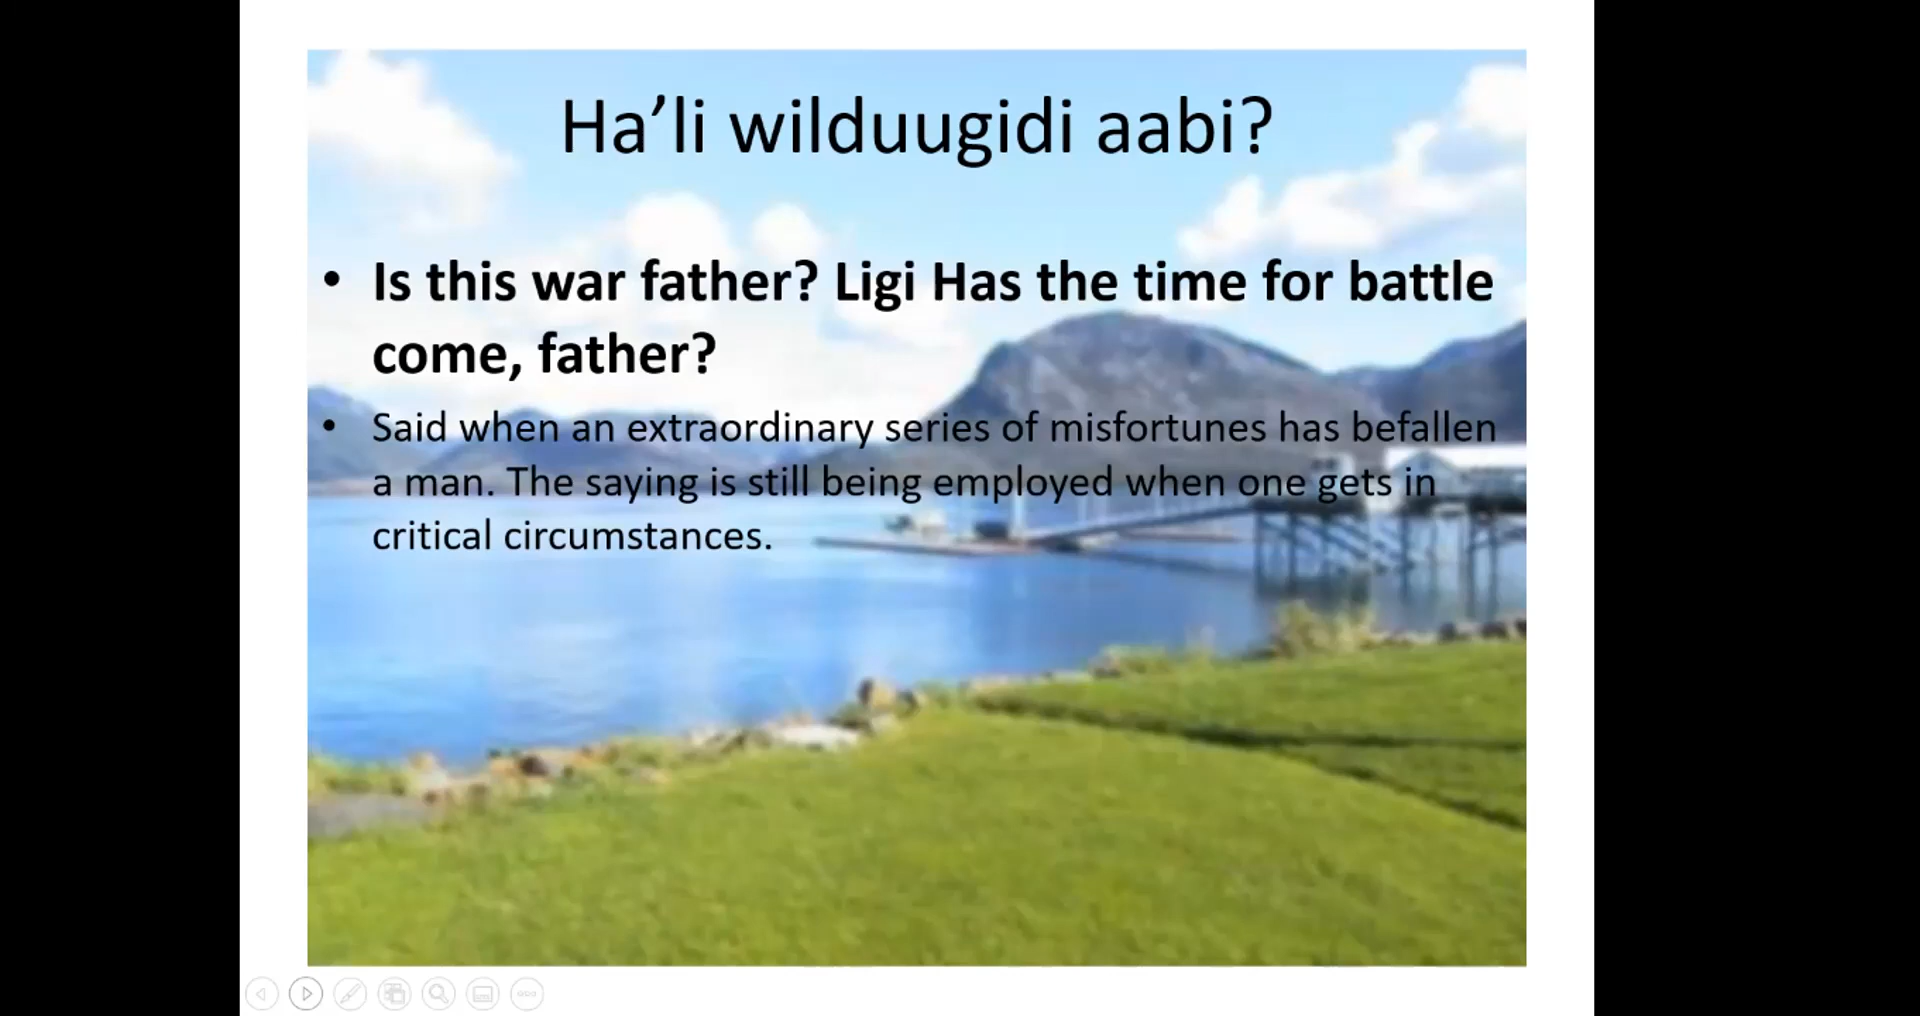 Ha’li wilduugidi aabi?
• Is this war father? Ligi Has the time for battle
come, father?
• Said when an extraordinary series of misfortunes has befallen
a man. The saying is still being employed when one gets in
critical circumstances.